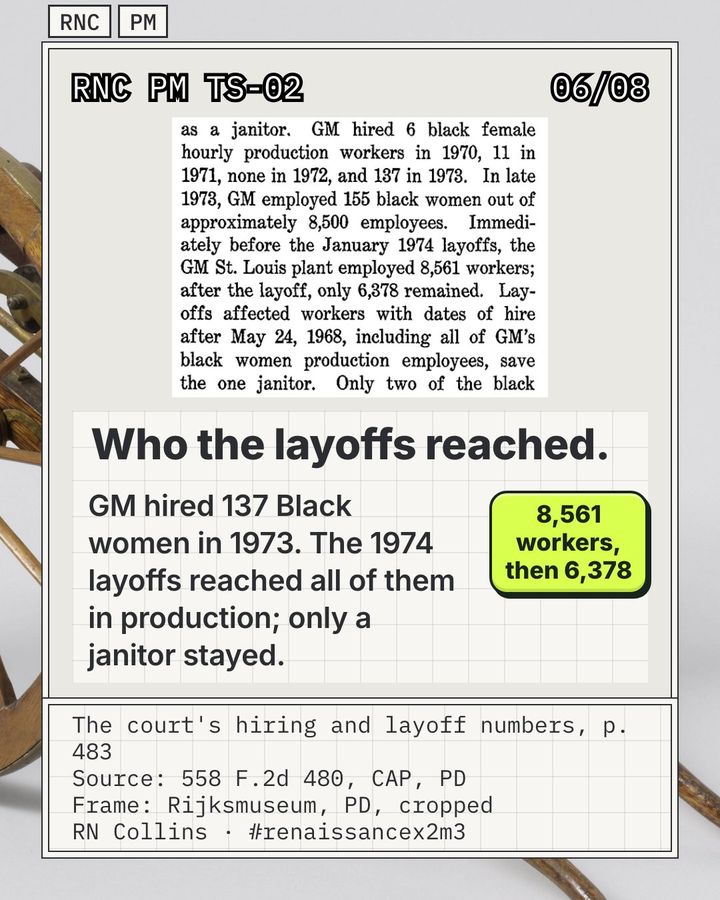 RNC PM
RNC PM TS-02 06/08
as a janitor. GM hired 6 black female
hourly production workers in 1970, 11 in
1971, none in 1972, and 137 in 1973. In late
1973, GM employed 155 black women out of
approximately 8,500 employees. Immedi-
ately before the January 1974 layoffs, the
GM St. Louis plant employed 8,561 workers;
after the layoff, only 6,378 remained. Lay-
offs affected workers with dates of hire
after May 24, 1968, including all of GM's
black women production employees, save
the one janitor. Only two of the black
Who the layoffs reached.
GM hired 137 Black
women in 1973. The 1974
layoffs reached all of them
in production; only a
janitor stayed.
8,561
workers,
then 6,378
The court's hiring and layoff numbers, p.
483
Source: 558 F.2d 480, CAP, PD
Frame: Rijksmuseum, PD, cropped
RN Collins · #renaissancex2m3